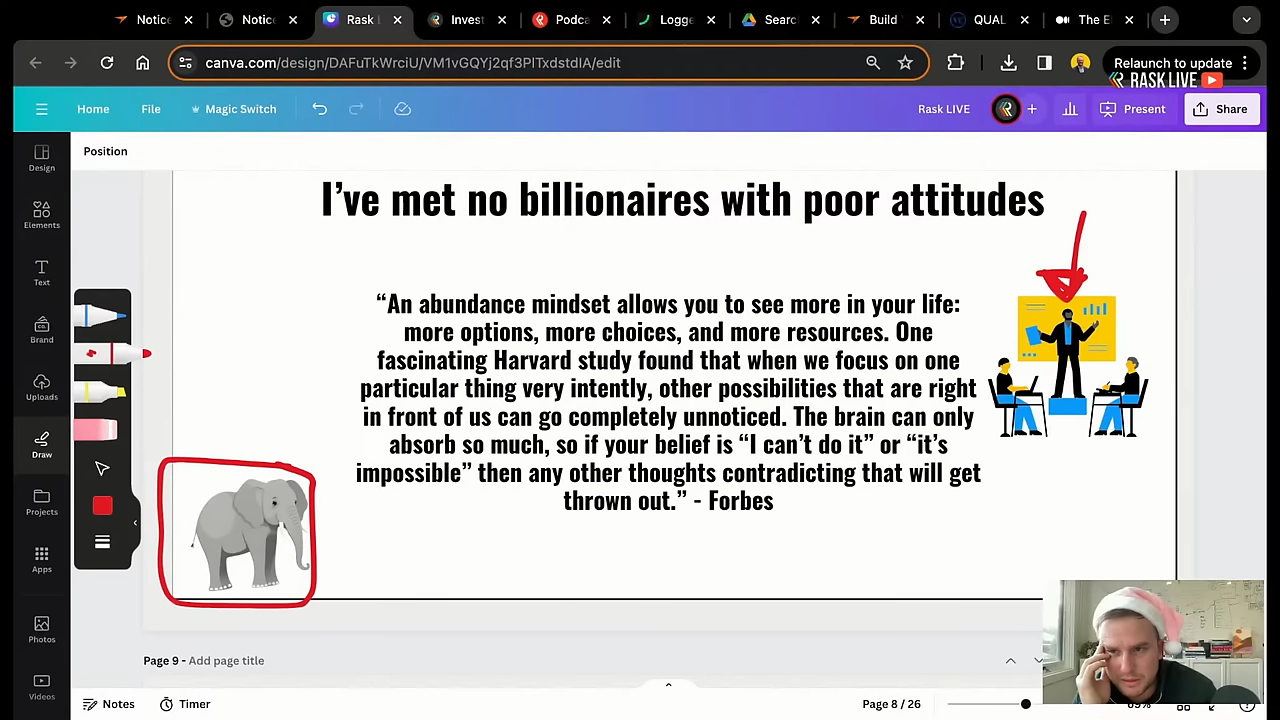 Notice
Notice
Rask L
Invest
Podca
Logge
Searc
Build
QUAL
The E
canva.com/design/DAFuTkWrciU/VM1vGQYj2qf3PlTxdstdIA/edit
Relaunch to update
RASK LIVE
Home
File
Magic Switch
Rask LIVE
Present
Share
Position
Design
Elements
Text
Brand
Uploads
Draw
Projects
Apps
Photos
Videos
I’ve met no billionaires with poor attitudes
“An abundance mindset allows you to see more in your life:
more options, more choices, and more resources. One
fascinating Harvard study found that when we focus on one
particular thing very intently, other possibilities that are right
in front of us can go completely unnoticed. The brain can only
absorb so much, so if your belief is “I can’t do it” or “it’s
impossible” then any other thoughts contradicting that will get
thrown out.” - Forbes
Page 9 - Add page title
Notes
Timer
Page 8 / 26